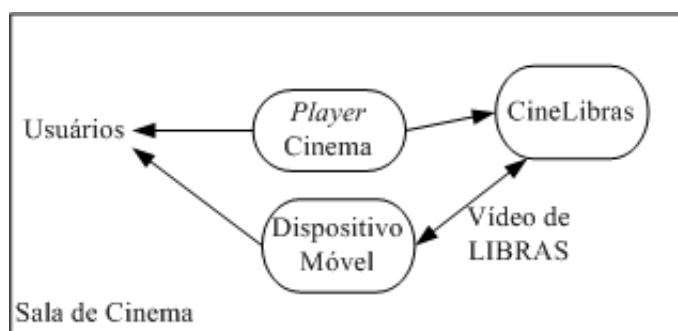 Player
Cinema
CineLibras
Usuários
Dispositivo
Móvel
Vídeo de
LIBRAS
Sala de Cinema